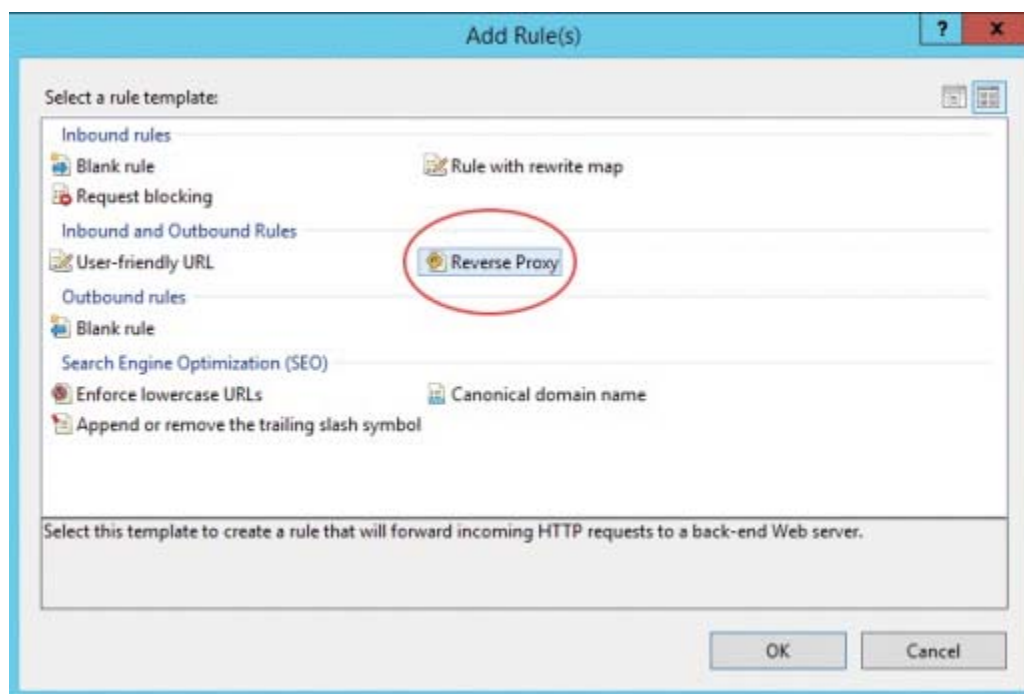 Add Rule(s)
? x
Select a rule template:
Inbound rules
Blank rule Rule with rewrite map
Request blocking
Inbound and Outbound Rules
User-friendly URL Reverse Proxy
Outbound rules
Blank rule
Search Engine Optimization (SEO)
Enforce lowercase URLs Canonical domain name
Append or remove the trailing slash symbol
Select this template to create a rule that will forward incoming HTTP requests to a back-end Web server.
OK Cancel